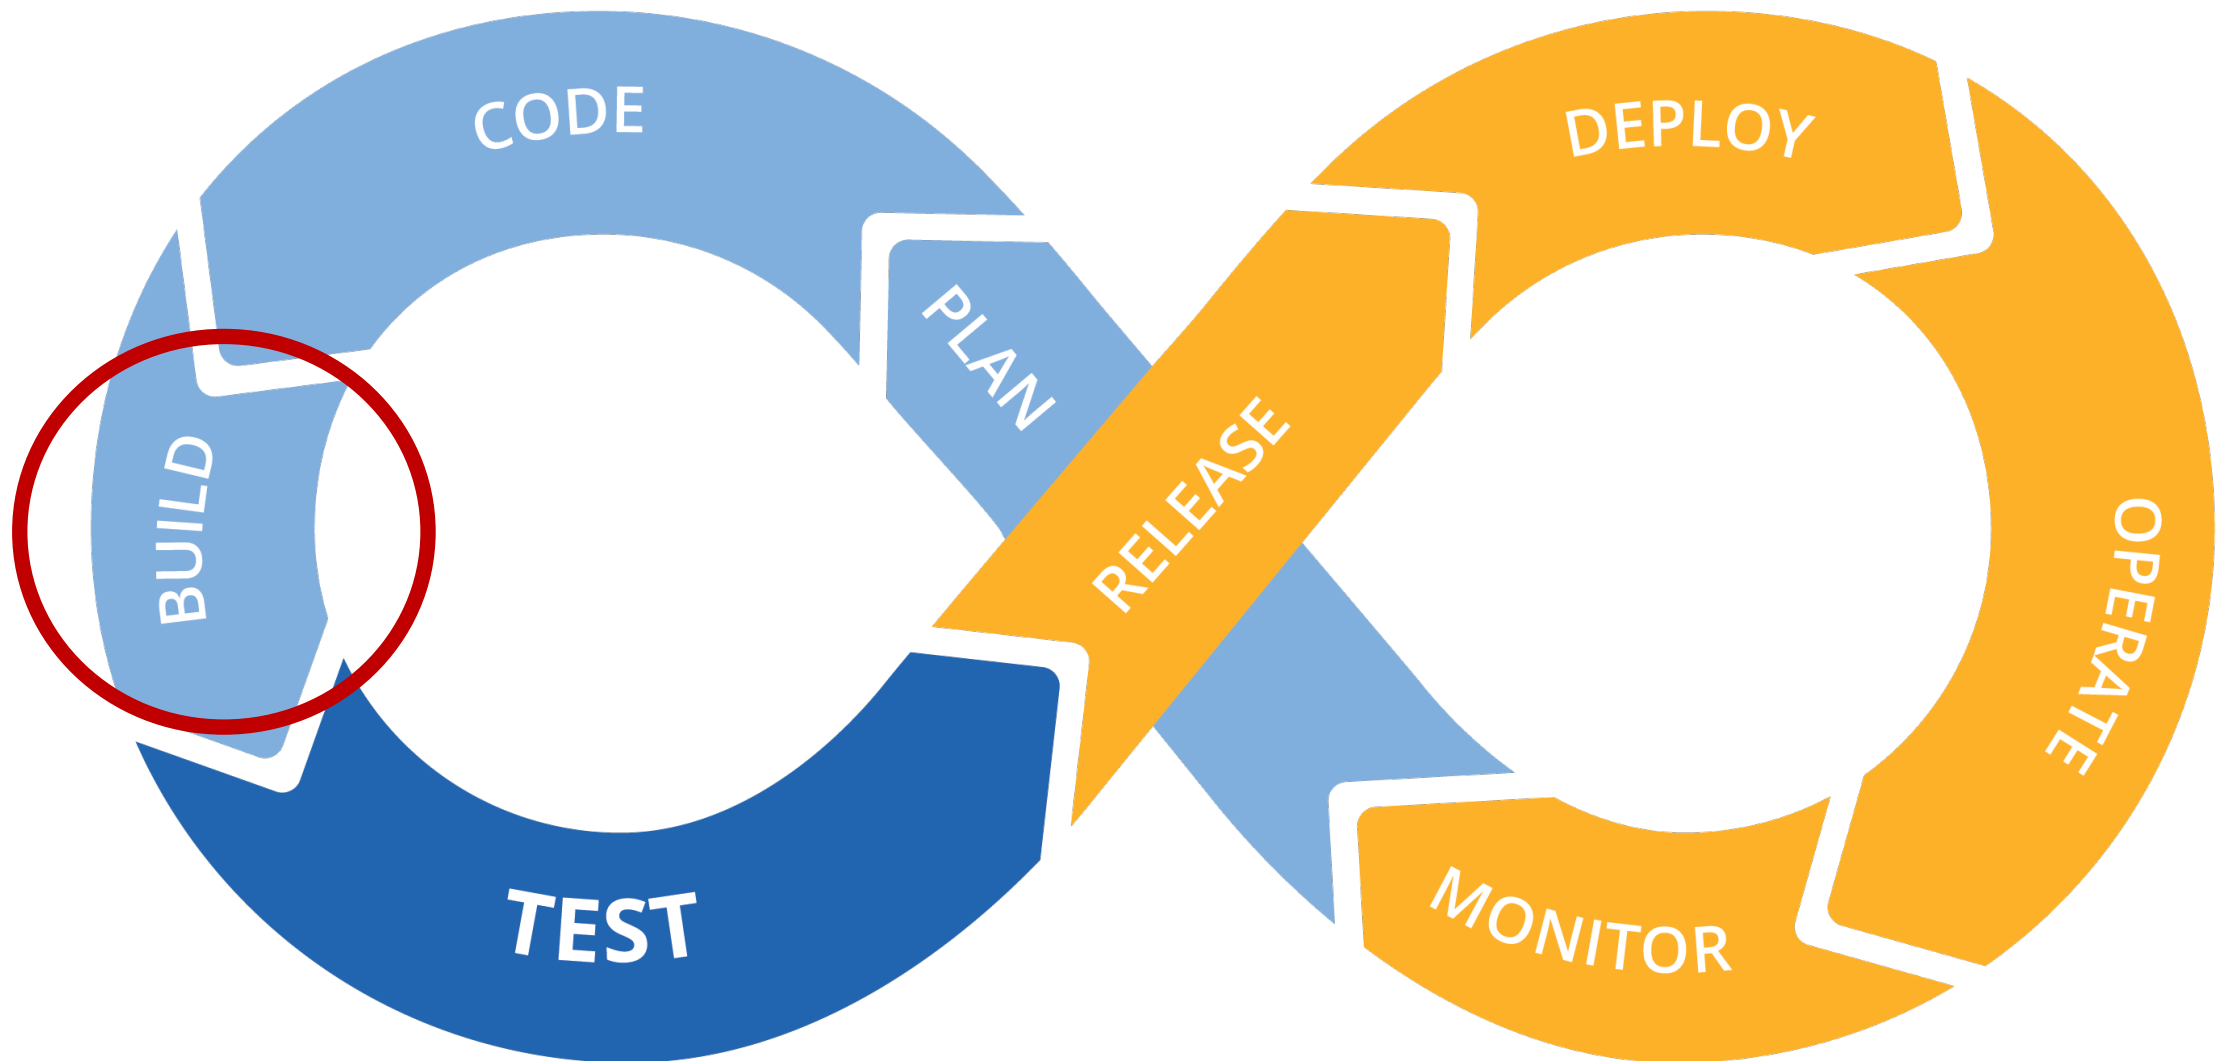 CODE
DEPLOY
PLAN
RELEASE
BUILD
OPERATE
TEST
MONITOR